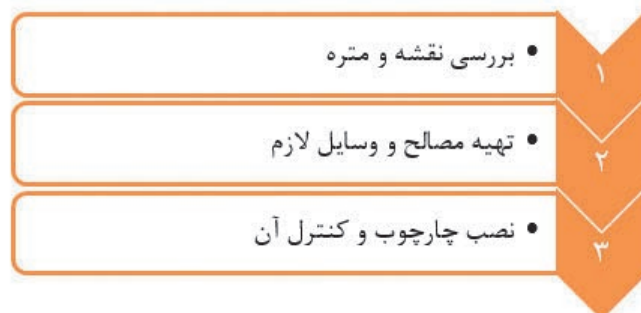 ۱
• بررسی نقشه و متره
۲
• تهیه مصالح و وسایل لازم
۳
• نصب چارچوب و کنترل آن